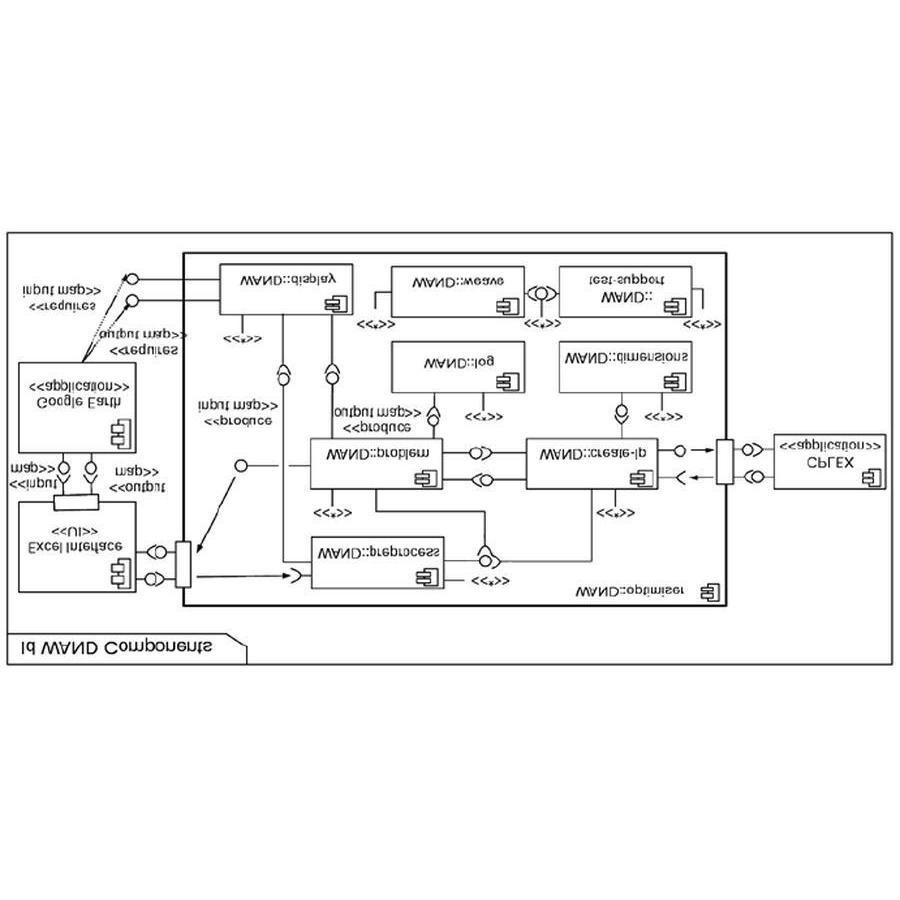 Id WAND Components
WAND::optimiser
<<*>>
WAND::preprocess
Excel Interface
<<UI>>
<<*>>
<<*>>
<<input
map>>
<<output
map>>
WAND::problem
WAND::create-lp
CPLEX
<<application>>
<<produce
input map>>
<<produce
output map>>
<<*>>
<<*>>
Google Earth
<<application>>
WAND::log
WAND::dimensions
<<requires
output map>>
<<*>>
<<*>>
<<*>>
<<*>>
<<requires
input map>>
WAND::display
WAND::weave
WAND::
test-support